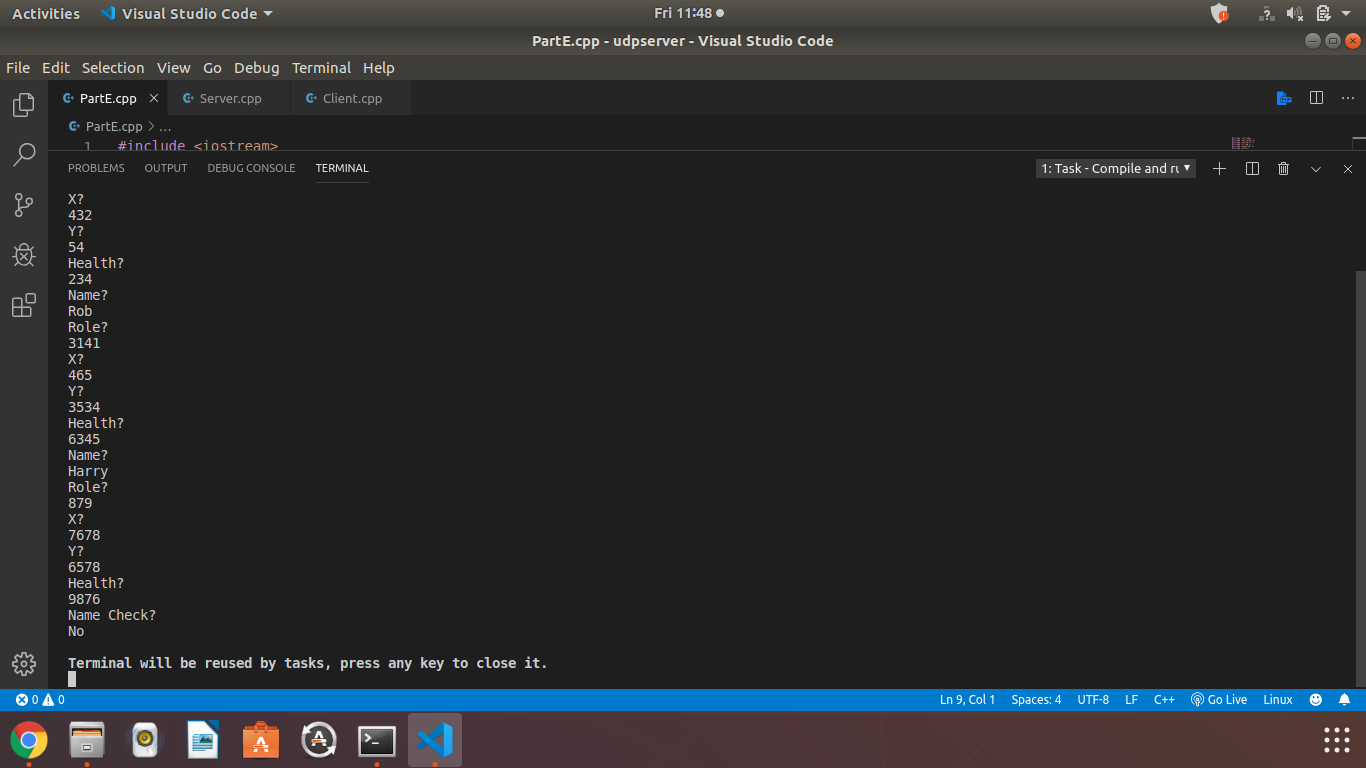 Activities Visual Studio Code Fri 11:48
PartE.cpp - udpserver - Visual Studio Code
File Edit Selection View Go Debug Terminal Help
PartE.cpp Server.cpp Client.cpp
PartE.cpp > ...
1 #include <iostream>
PROBLEMS OUTPUT DEBUG CONSOLE TERMINAL 1: Task - Compile and ru
X?
432
Y?
54
Health?
234
Name?
Rob
Role?
3141
X?
465
Y?
3534
Health?
6345
Name?
Harry
Role?
879
X?
7678
Y?
6578
Health?
9876
Name Check?
No
Terminal will be reused by tasks, press any key to close it.
0 0 Ln 9, Col 1 Spaces: 4 UTF-8 LF C++ Go Live Linux